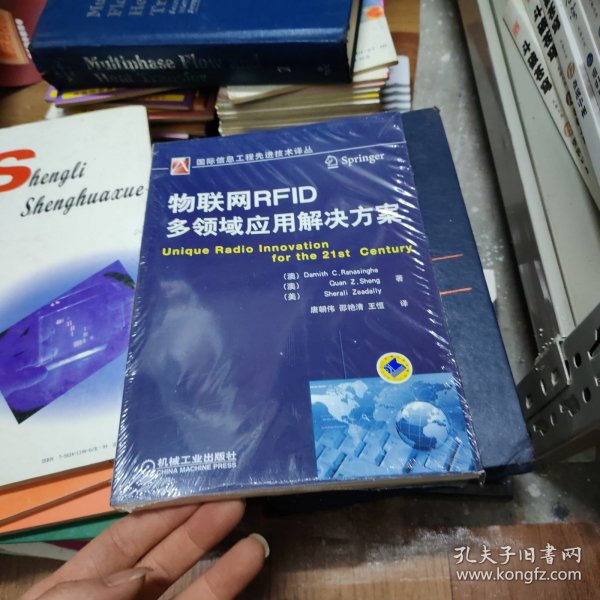 Multiphase Flow and
Heat Transfer
Shengli
Shenghuaxue
国际信息工程先进技术译丛
Springer
物联网RFID
多领域应用解决方案
Unique Radio Innovation
for the 21st Century
(澳) Damith C. Ranasinghe
(澳) Quan Z. Sheng 著
(美) Sherali Zeadally
唐朝伟 邵艳清 王恒 译
机械工业出版社
CHINA MACHINE PRESS
孔夫子旧书网
www.kongfz.com